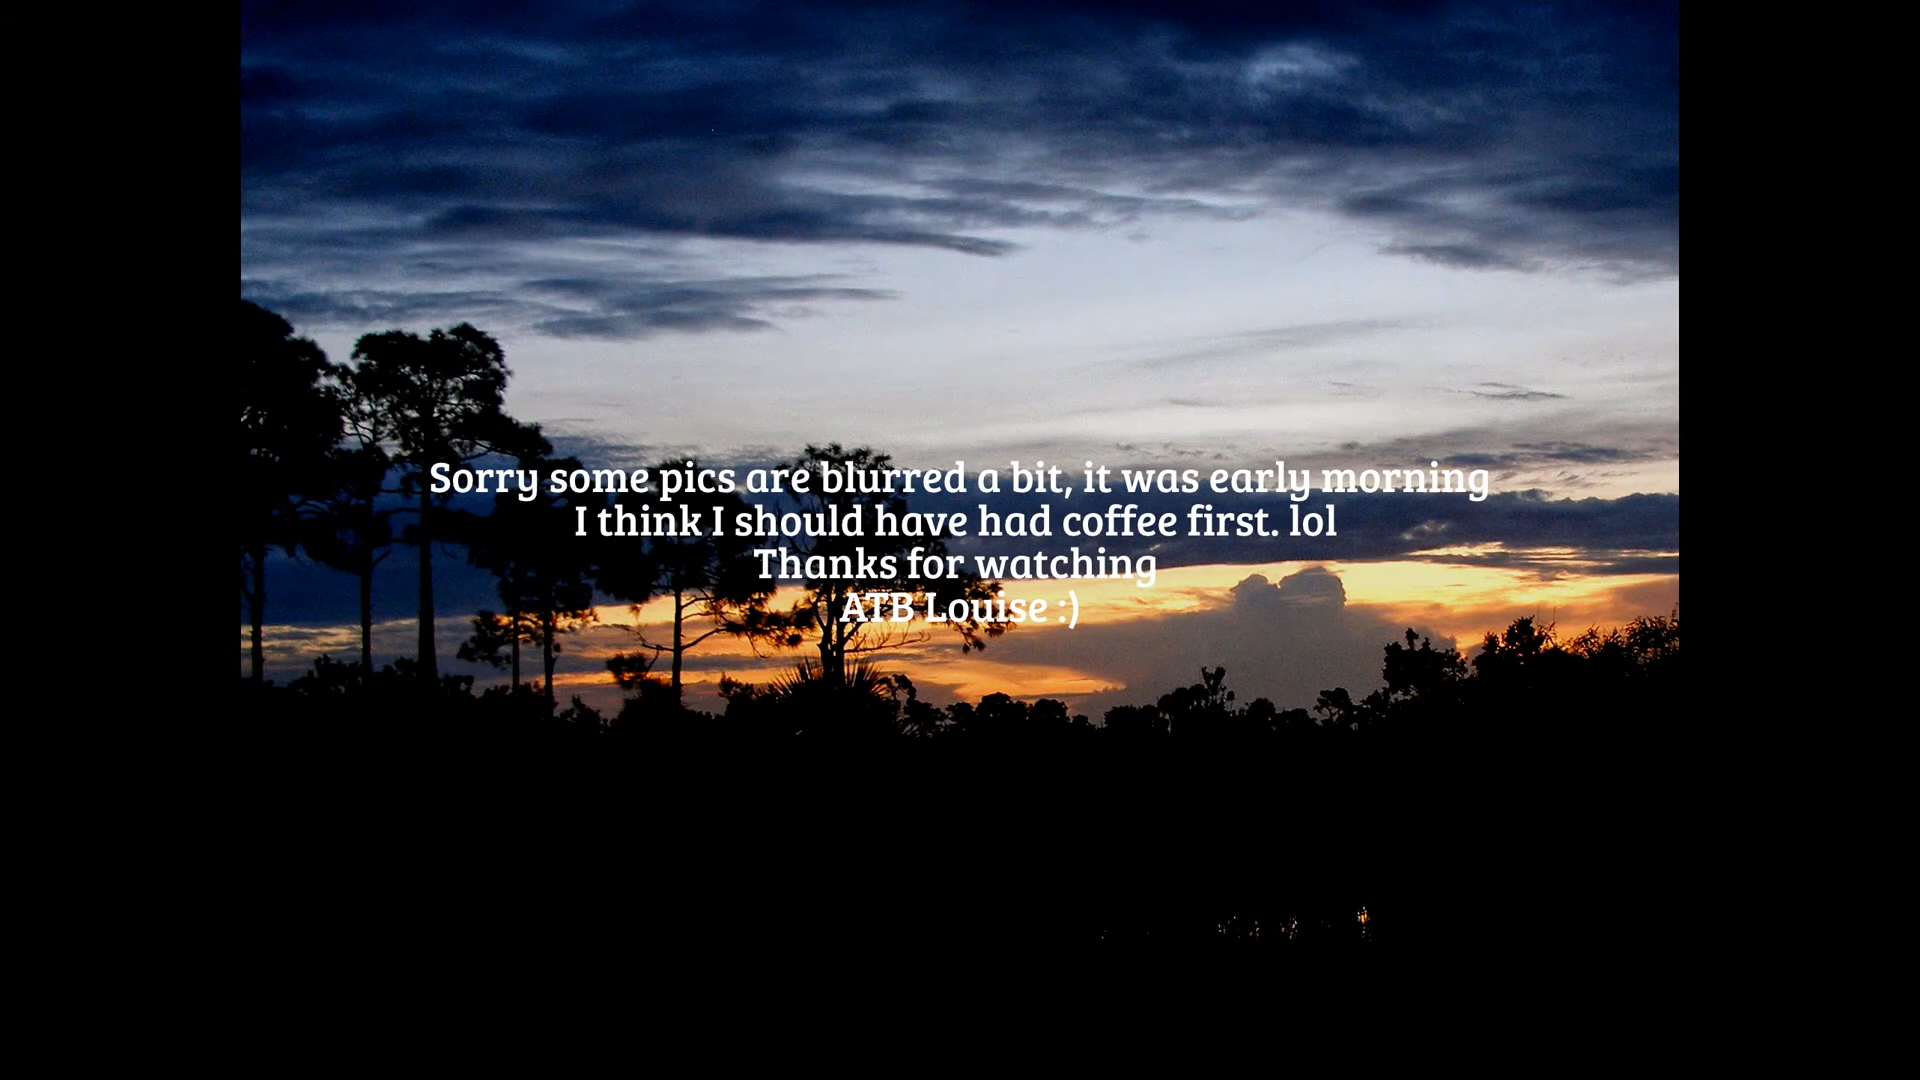 Sorry some pics are blurred a bit, it was early morning
I think I should have had coffee first. lol
Thanks for watching
ATB Louise :)